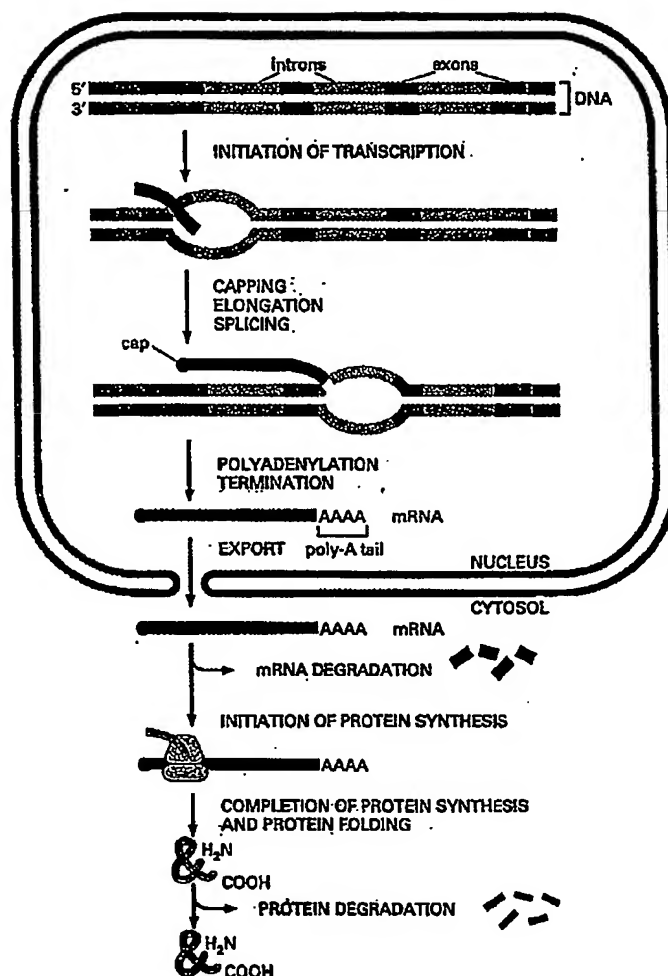 introns exons
5′
3′
DNA
INITIATION OF TRANSCRIPTION
CAPPING
ELONGATION
SPLICING
cap
POLYADENYLATION
TERMINATION
AAAA mRNA
EXPORT poly-A tail
NUCLEUS
CYTOSOL
AAAA mRNA
mRNA DEGRADATION
INITIATION OF PROTEIN SYNTHESIS
AAAA
COMPLETION OF PROTEIN SYNTHESIS
AND PROTEIN FOLDING
H₂N
COOH
PROTEIN DEGRADATION
H₂N
COOH